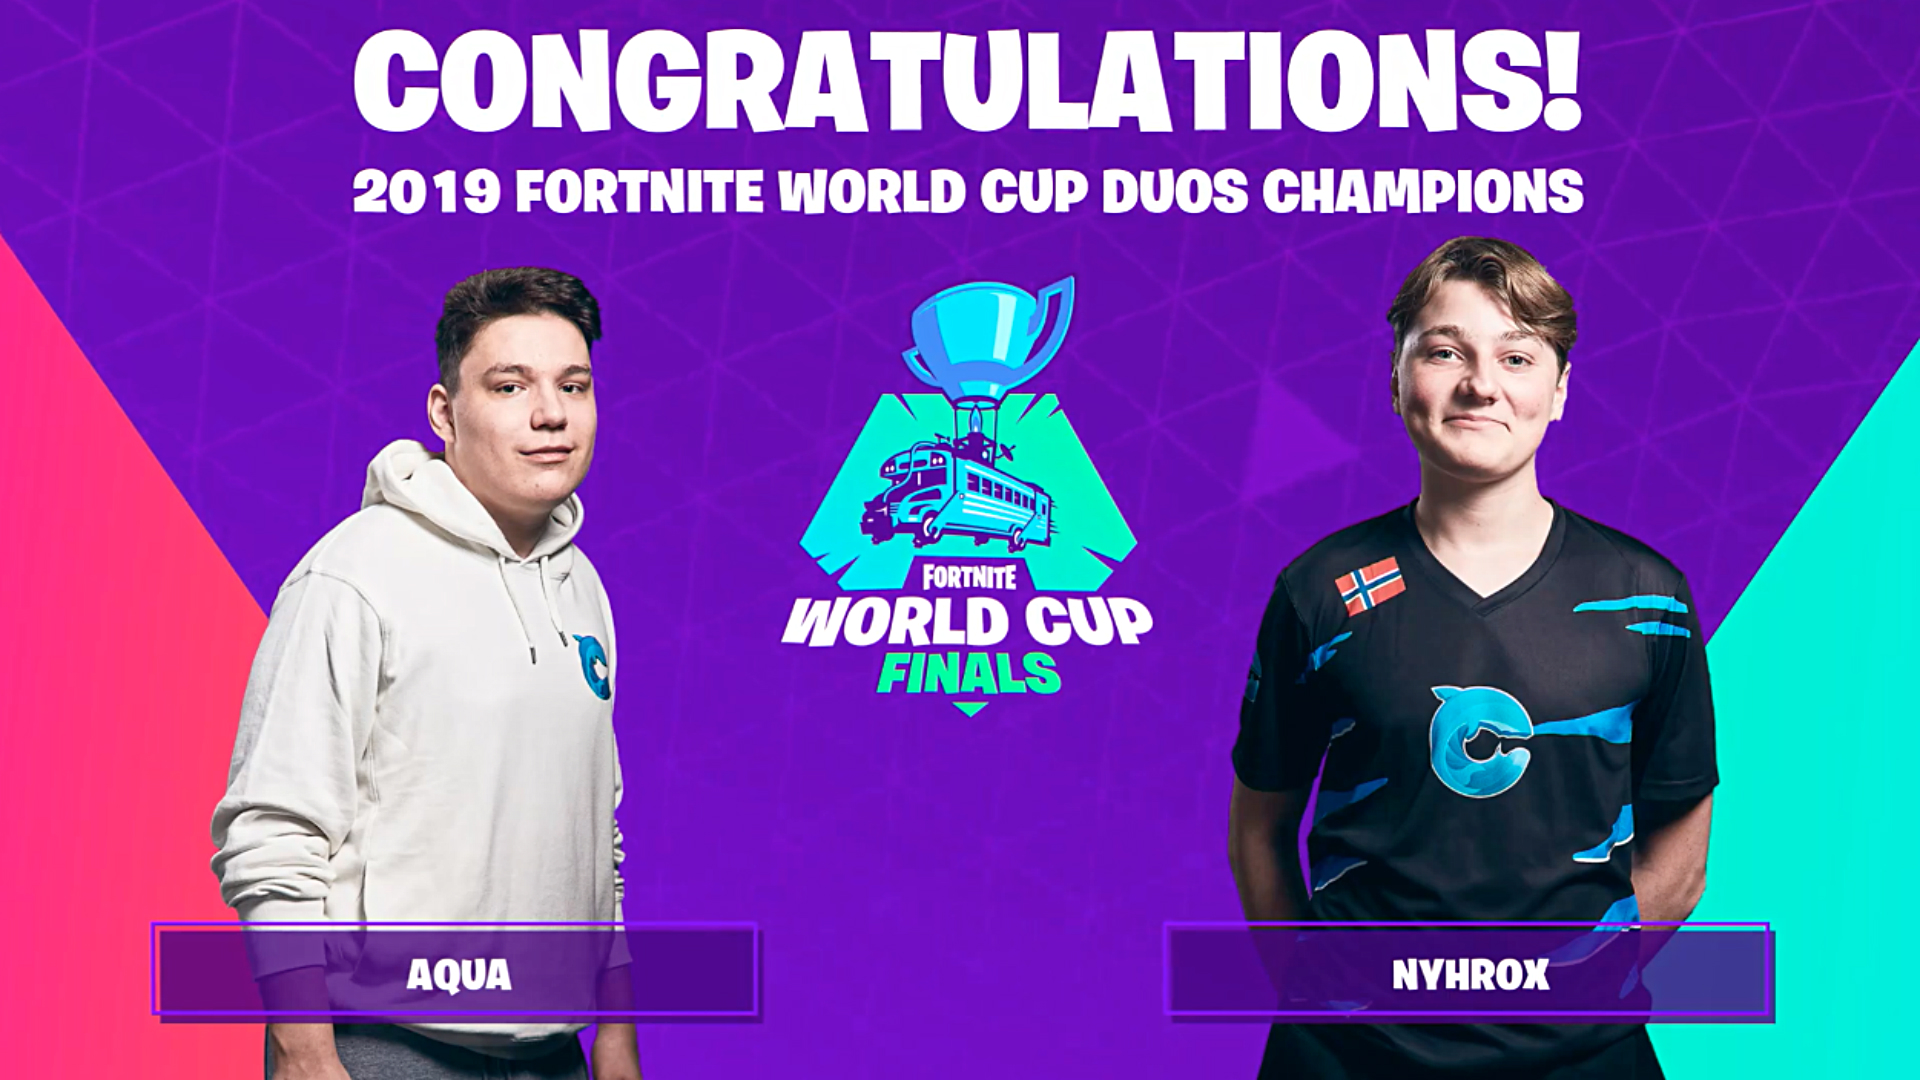 CONGRATULATIONS!
2019 FORTNITE WORLD CUP DUOS CHAMPIONS
FORTNITE
WORLD CUP
FINALS
AQUA
NYHROX